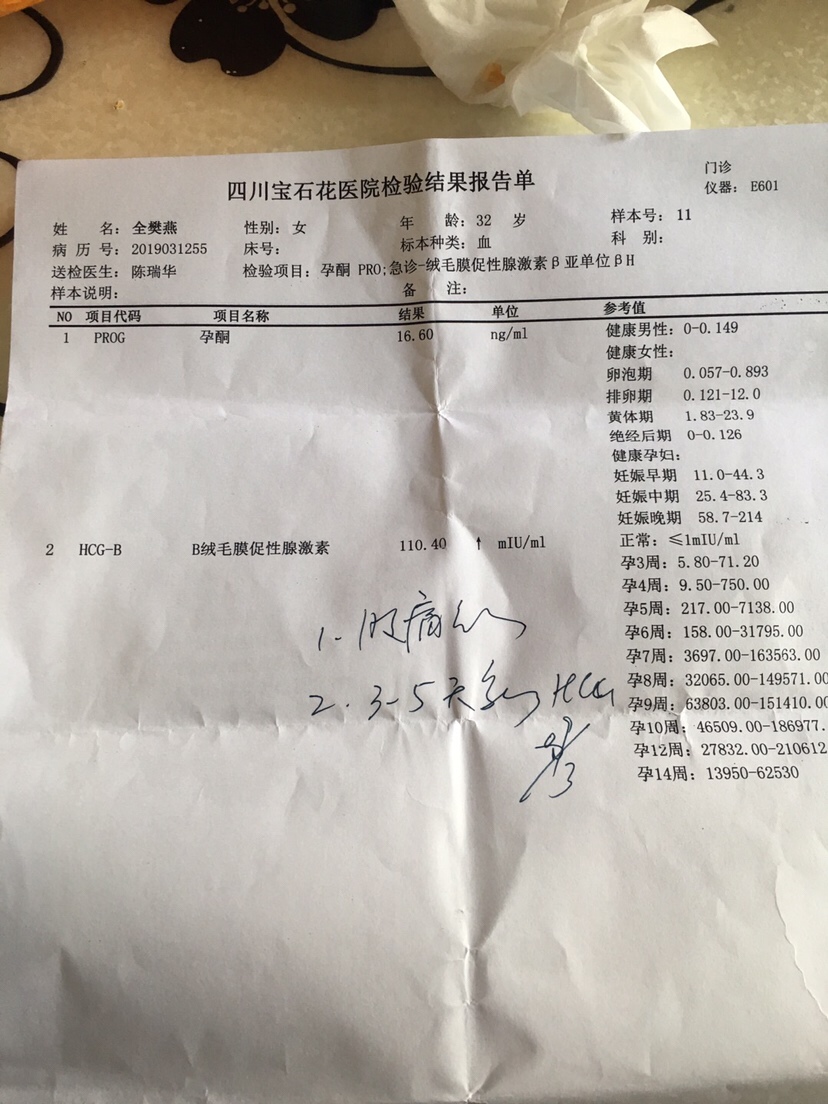 四川宝石花医院检验结果报告单
门诊
仪器: E601
姓 名: 全樊燕 性别: 女 年 龄: 32 岁 样本号: 11
病 历 号: 2019031255 床号: 标本种类: 血 科 别:
送检医生: 陈瑞华 检验项目: 孕酮 PRO;急诊-绒毛膜促性腺激素β亚单位βH
样本说明: 备 注:
NO 项目代码 项目名称 结果 单位 参考值
1 PROG 孕酮 16.60 ng/ml 健康男性: 0-0.149
健康女性:
卵泡期 0.057-0.893
排卵期 0.121-12.0
黄体期 1.83-23.9
绝经后期 0-0.126
健康孕妇:
妊娠早期 11.0-44.3
妊娠中期 25.4-83.3
妊娠晚期 58.7-214
2 HCG-B B绒毛膜促性腺激素 110.40 ↑ mIU/ml 正常: ≤1mIU/ml
孕3周: 5.80-71.20
孕4周: 9.50-750.00
孕5周: 217.00-7138.00
孕6周: 158.00-31795.00
孕7周: 3697.00-163563.00
孕8周: 32065.00-149571.00
孕9周: 63803.00-151410.00
孕10周: 46509.00-186977.
孕12周: 27832.00-210612
孕14周: 13950-62530
1. 腹痛
2. 3-5天 HCG